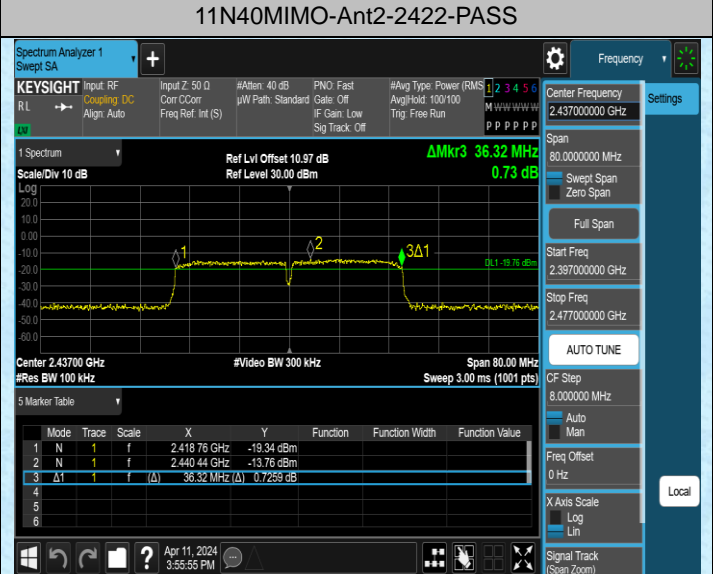 11N40MIMO-Ant2-2422-PASS
Spectrum Analyzer 1
Swept SA
+
Frequency
KEYSIGHT
RL
LXI
Input: RF
Coupling: DC
Align: Auto
Input Z: 50 Ω
Corr CCorr
Freq Ref: Int (S)
#Atten: 40 dB
µW Path: Standard
PNO: Fast
Gate: Off
IF Gain: Low
Sig Track: Off
#Avg Type: Power (RMS
Avg|Hold: 100/100
Trig: Free Run
1 2 3 4 5 6
M W W W W W
P P P P P P
Center Frequency
2.437000000 GHz
Settings
Span
80.0000000 MHz
Swept Span
Zero Span
Full Span
Start Freq
2.397000000 GHz
Stop Freq
2.477000000 GHz
AUTO TUNE
CF Step
8.000000 MHz
Auto
Man
Freq Offset
0 Hz
X Axis Scale
Log
Lin
Signal Track
(Span Zoom)
Local
1 Spectrum
Scale/Div 10 dB
Ref Lvl Offset 10.97 dB
Ref Level 30.00 dBm
ΔMkr3 36.32 MHz
0.73 dB
Log
20.0
10.0
0.00
-10.0
-20.0
-30.0
-40.0
-50.0
-60.0
1
2
3Δ1
DL1 -19.76 dBm
Center 2.43700 GHz
#Video BW 300 kHz
Span 80.00 MHz
#Res BW 100 kHz
Sweep 3.00 ms (1001 pts)
5 Marker Table
Mode Trace Scale X Y Function Function Width Function Value
1 N 1 f 2.418 76 GHz -19.34 dBm
2 N 1 f 2.440 44 GHz -13.76 dBm
3 Δ1 1 f (Δ) 36.32 MHz (Δ) 0.7259 dB
4
5
6
?
Apr 11, 2024
3:55:55 PM